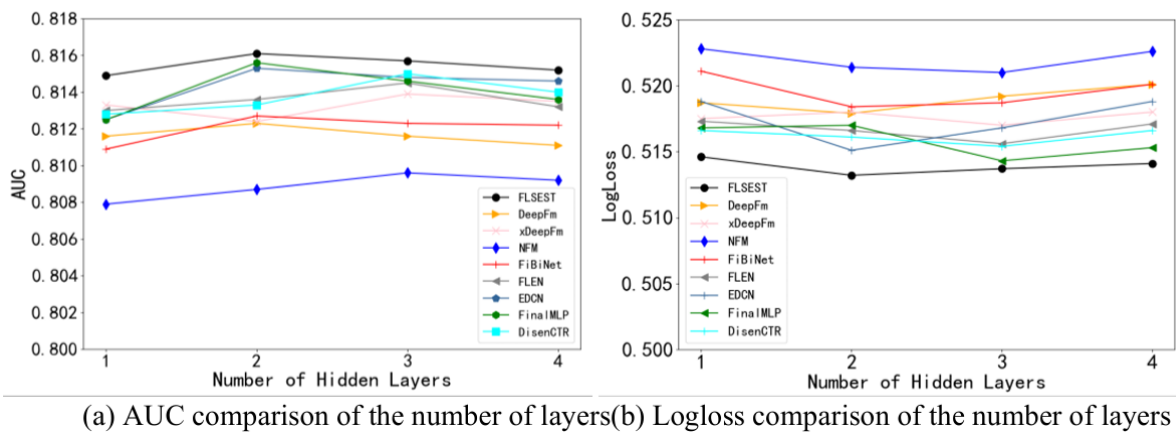 0.818
0.816
0.814
0.812
0.810
0.808
0.806
0.804
0.802
0.800
AUC
1 2 3 4
Number of Hidden Layers
FLSEST
DeepFm
xDeepFm
NFM
FiBiNet
FLEN
EDCN
FinalMLP
DisenCTR
0.525
0.520
0.515
0.510
0.505
0.500
LogLoss
1 2 3 4
Number of Hidden Layers
FLSEST
DeepFm
xDeepFm
NFM
FiBiNet
FLEN
EDCN
FinalMLP
DisenCTR
(a) AUC comparison of the number of layers
(b) Logloss comparison of the number of layers